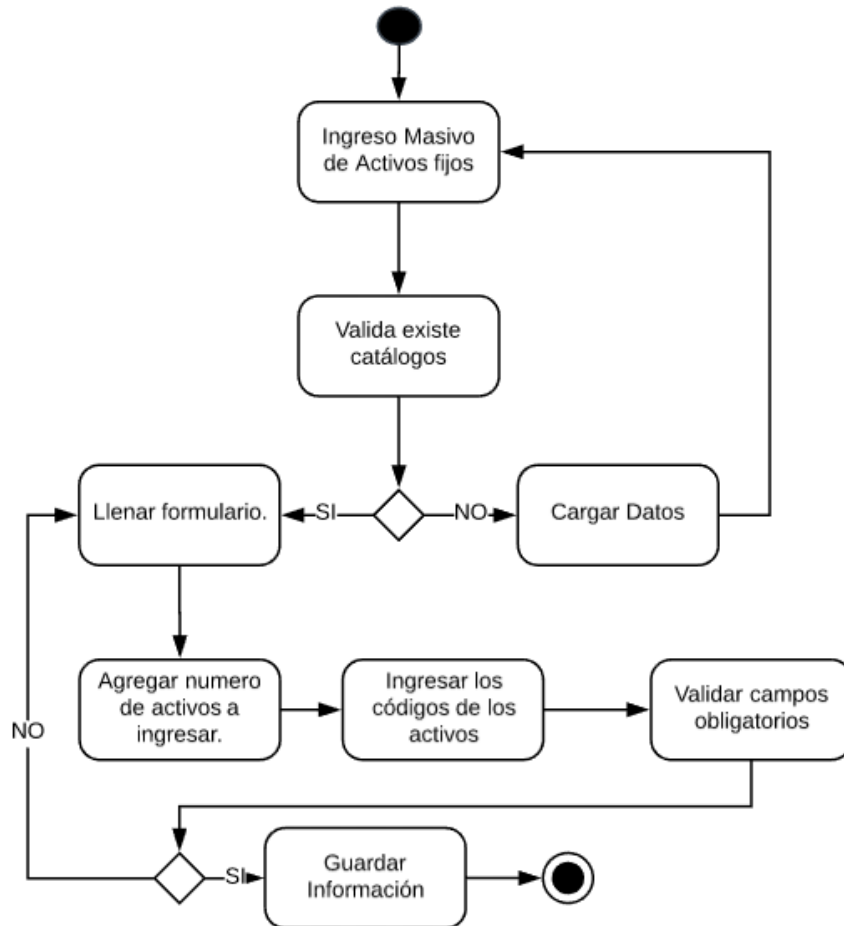 Ingreso Masivo
de Activos fijos
Valida existe
catálogos
Llenar formulario.
SI
NO
Cargar Datos
Agregar numero
de activos a
ingresar.
Ingresar los
códigos de los
activos
Validar campos
obligatorios
NO
SI
Guardar
Información